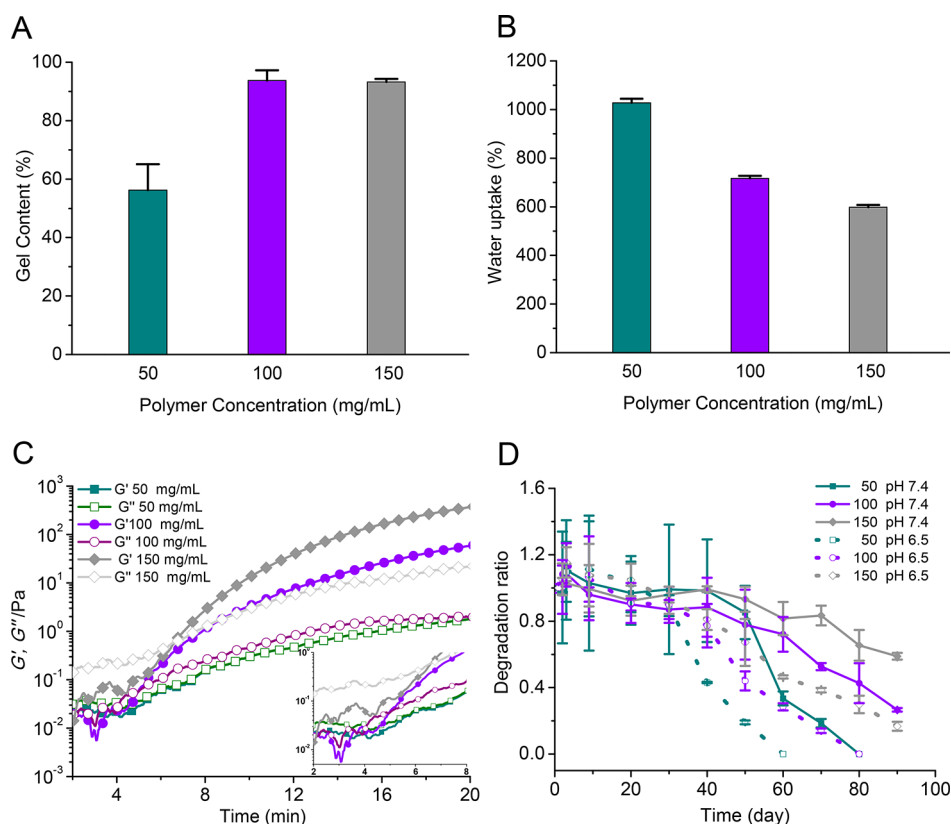 A
Gel Content (%)
100
80
60
40
20
0
50 100 150
Polymer Concentration (mg/mL)
B
Water uptake (%)
1200
1000
800
600
400
200
0
50 100 150
Polymer Concentration (mg/mL)
C
G', G''/Pa
10³
10²
10¹
10⁰
10⁻¹
10⁻²
10⁻³
G' 50 mg/mL
G'' 50 mg/mL
G'100 mg/mL
G'' 100 mg/mL
G' 150 mg/mL
G'' 150 mg/mL
10⁻¹
10⁻²
2 4 6 8
4 8 12 16 20
Time (min)
D
Degradation ratio
1.6
1.2
0.8
0.4
0.0
50 pH 7.4
100 pH 7.4
150 pH 7.4
50 pH 6.5
100 pH 6.5
150 pH 6.5
0 20 40 60 80 100
Time (day)